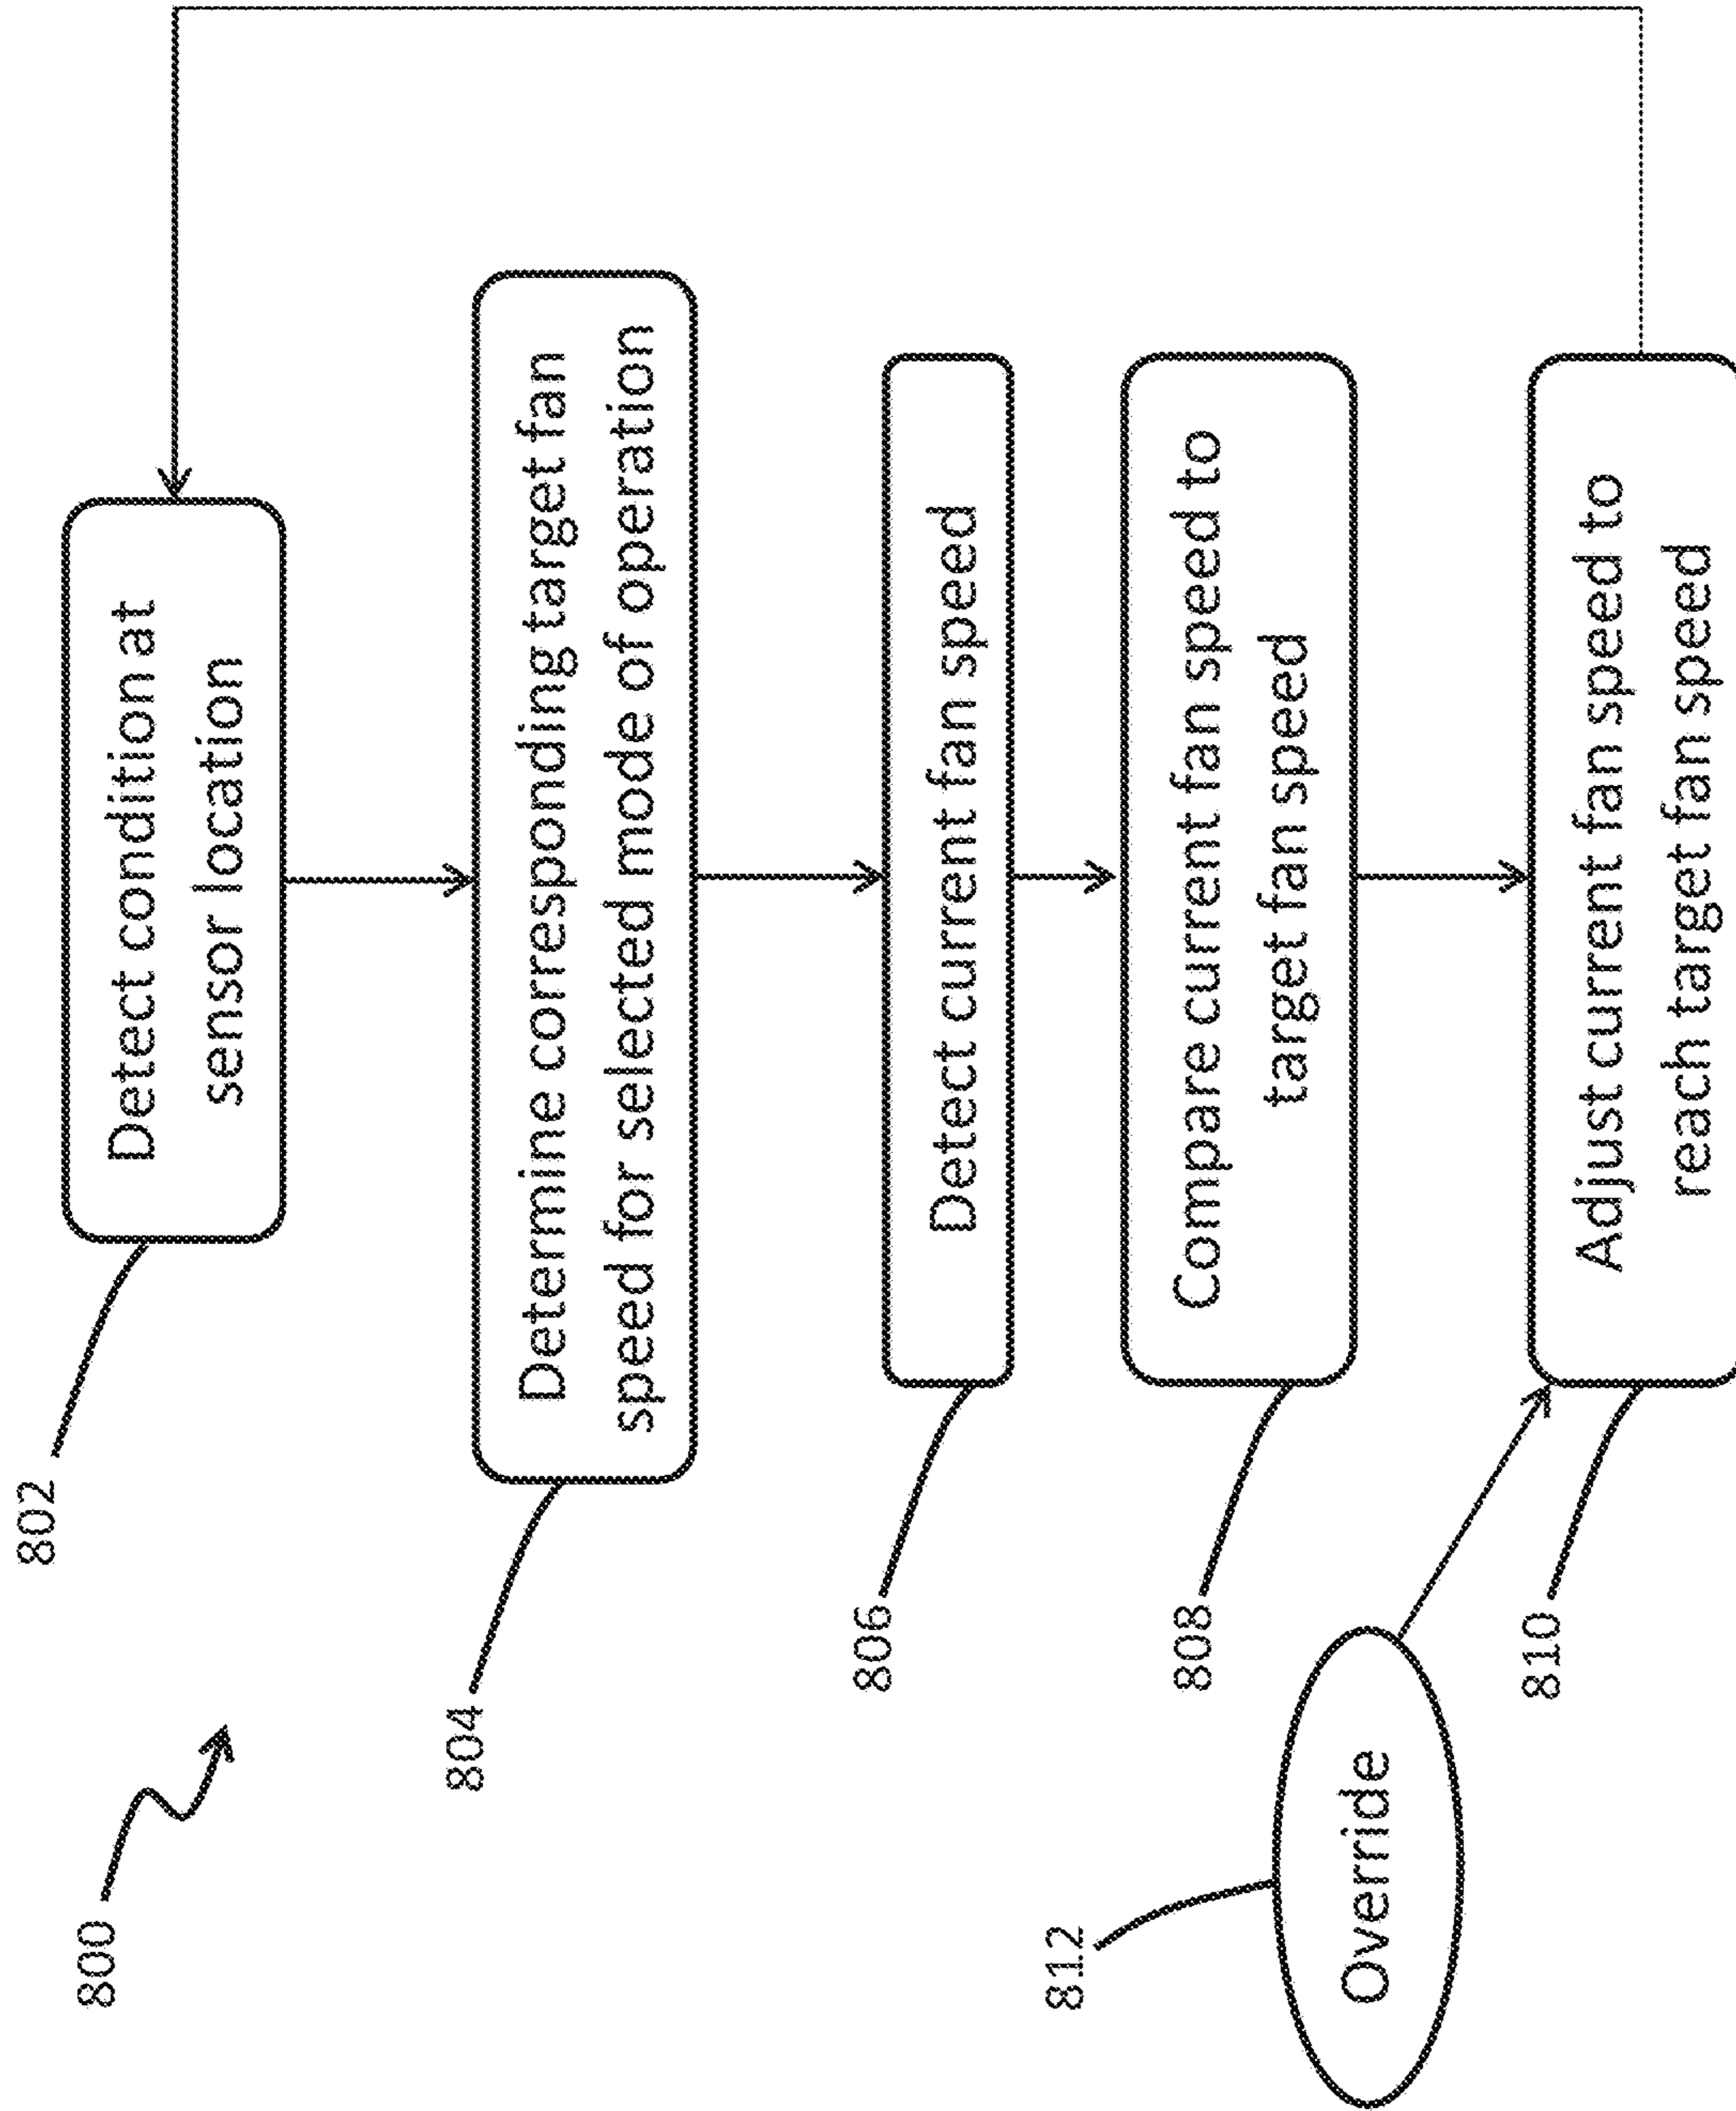 800
802
Detect condition at
sensor location
804
Determine corresponding target fan
speed for selected mode of operation
806
Detect current fan speed
808
Compare current fan speed to
target fan speed
812
Override
810
Adjust current fan speed to
reach target fan speed